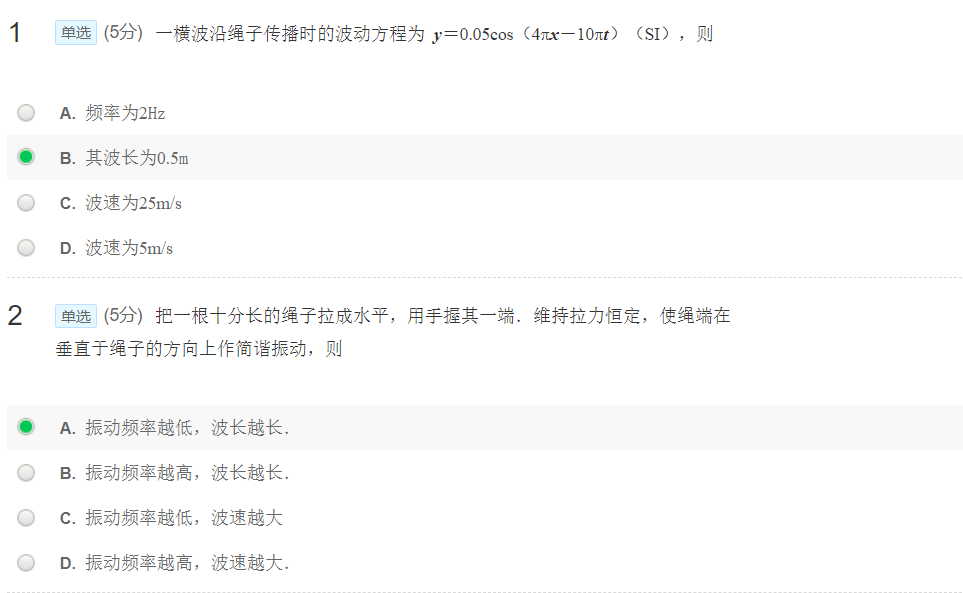 1 单选 (5分) 一横波沿绳子传播时的波动方程为 y=0.05cos（4πx－10πt）（SI），则
A. 频率为2Hz
B. 其波长为0.5m
C. 波速为25m/s
D. 波速为5m/s
2 单选 (5分) 把一根十分长的绳子拉成水平，用手握其一端．维持拉力恒定，使绳端在
垂直于绳子的方向上作简谐振动，则
A. 振动频率越低，波长越长．
B. 振动频率越高，波长越长．
C. 振动频率越低，波速越大
D. 振动频率越高，波速越大．